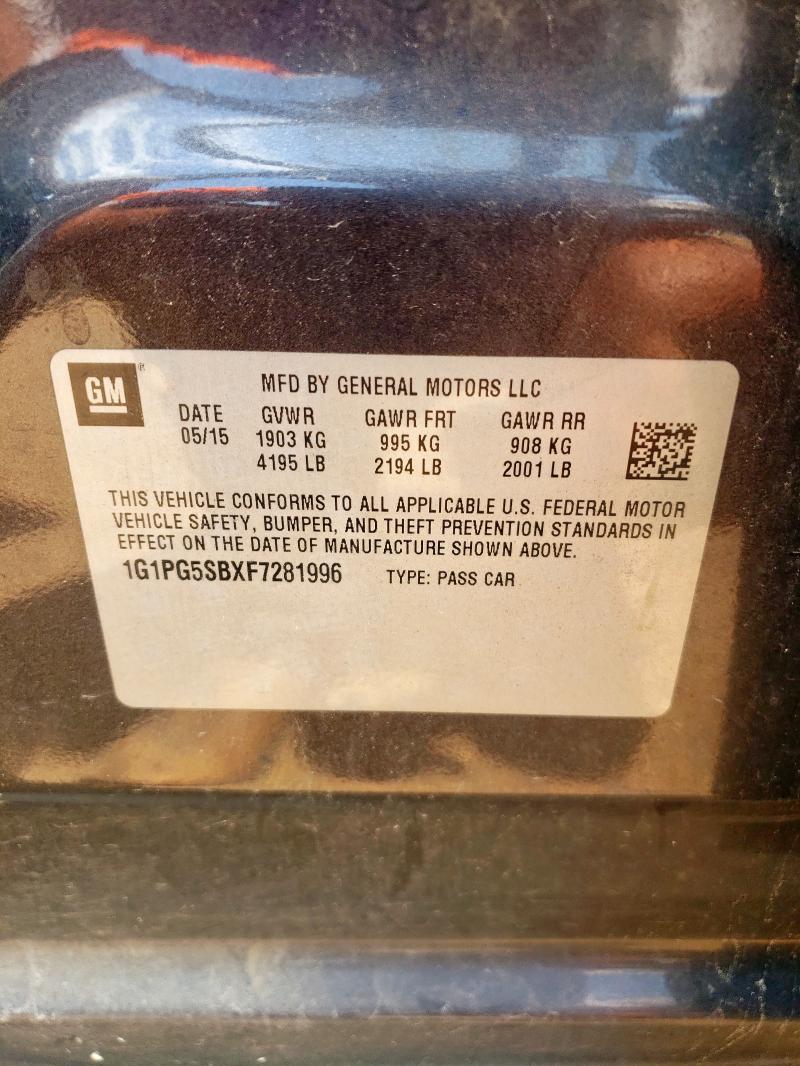 GM®
MFD BY GENERAL MOTORS LLC
DATE GVWR GAWR FRT GAWR RR
05/15 1903 KG 995 KG 908 KG
4195 LB 2194 LB 2001 LB
THIS VEHICLE CONFORMS TO ALL APPLICABLE U.S. FEDERAL MOTOR
VEHICLE SAFETY, BUMPER, AND THEFT PREVENTION STANDARDS IN
EFFECT ON THE DATE OF MANUFACTURE SHOWN ABOVE.
1G1PG5SBXF7281996 TYPE: PASS CAR